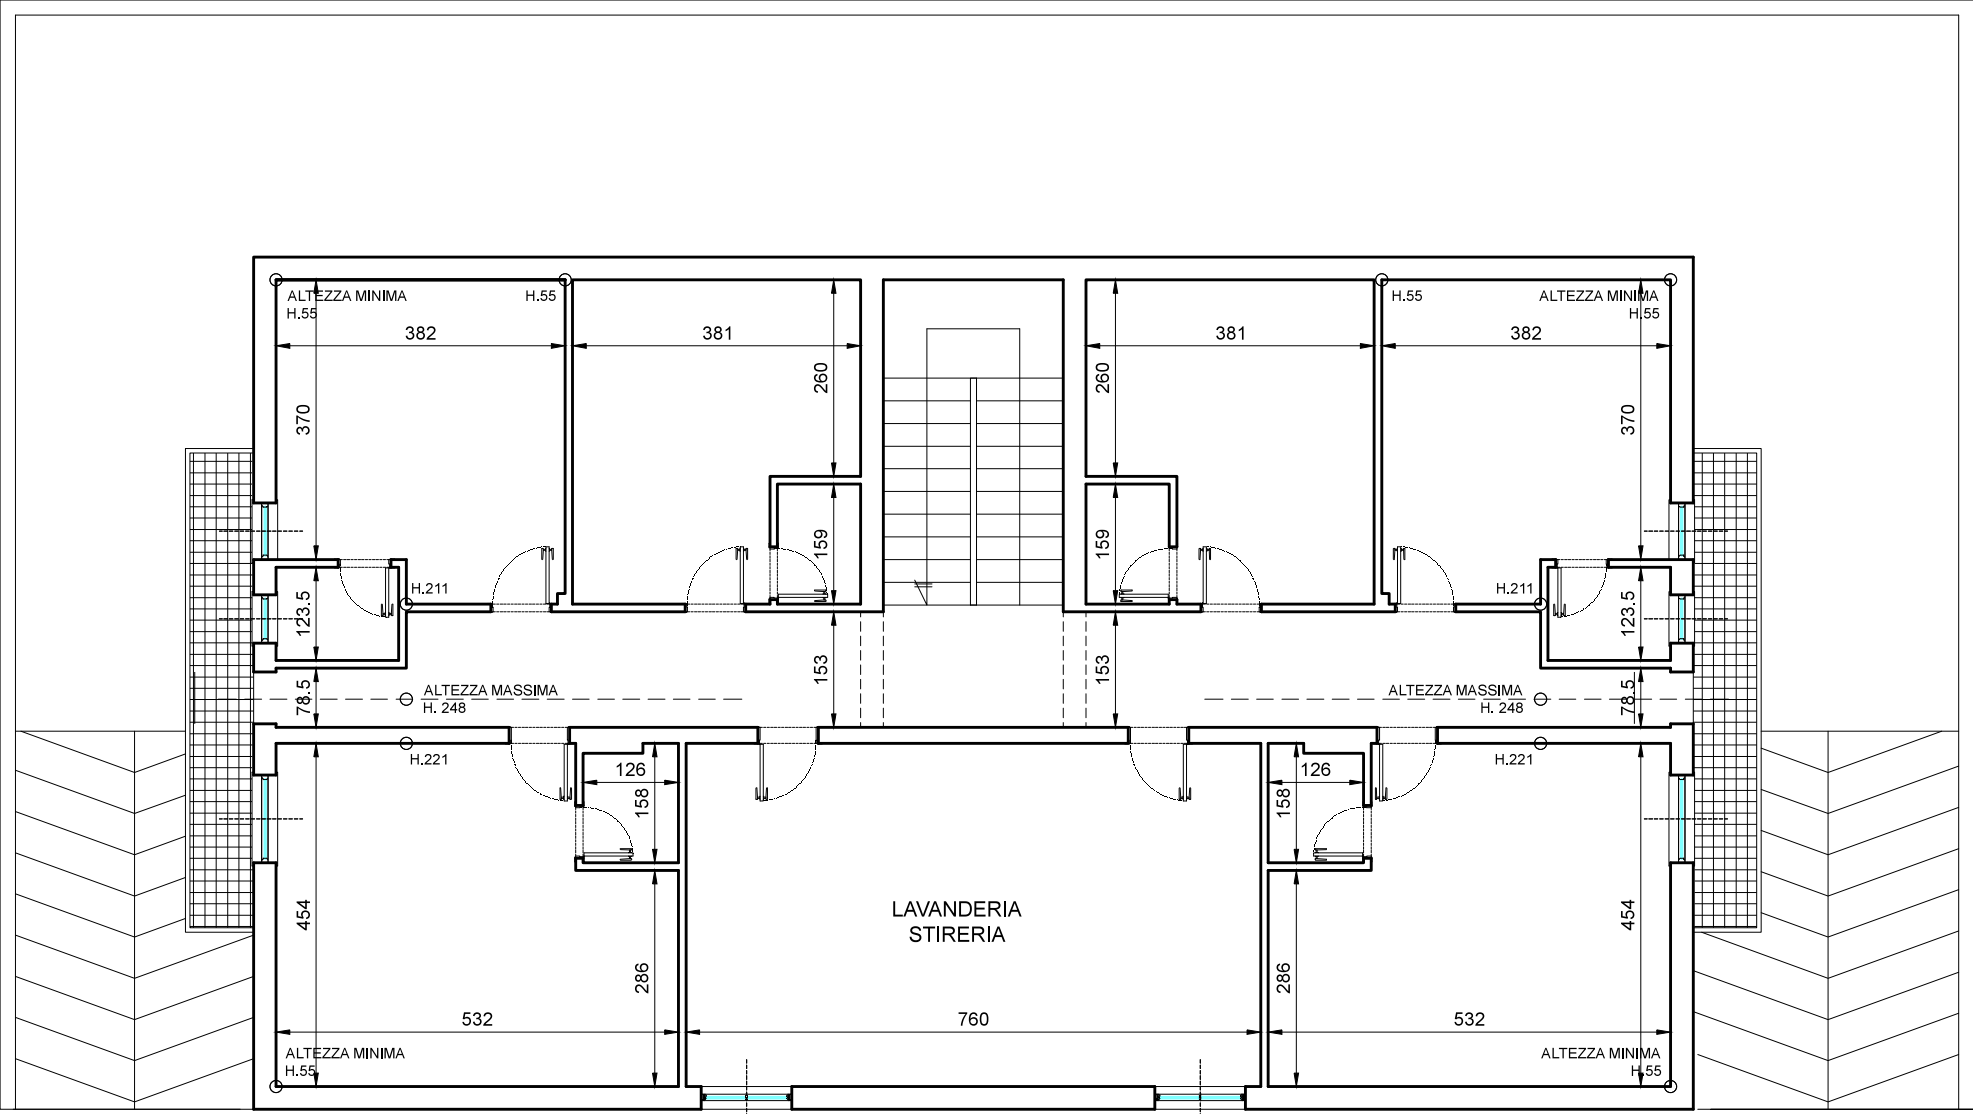 ALTEZZA MINIMA
H.55
H.55
H.55
ALTEZZA MINIMA
H.55
382
381
381
382
260
260
370
370
159
159
H.211
H.211
123.5
123.5
153
153
78.5
78.5
ALTEZZA MASSIMA
H. 248
ALTEZZA MASSIMA
H. 248
H.221
H.221
126
126
158
158
454
LAVANDERIA
STIRERIA
454
286
286
532
760
532
ALTEZZA MINIMA
H.55
ALTEZZA MINIMA
H.55